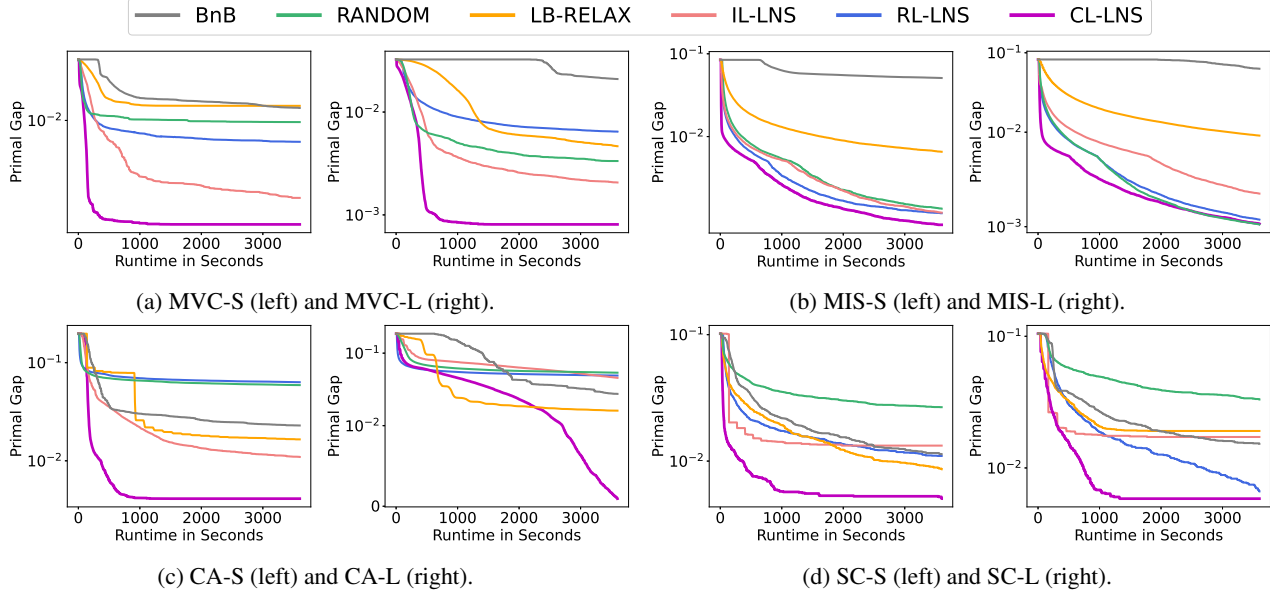 BnB RANDOM LB-RELAX IL-LNS RL-LNS CL-LNS
Primal Gap
10⁻²
0 1000 2000 3000
Runtime in Seconds
Primal Gap
10⁻²
10⁻³
0 1000 2000 3000
Runtime in Seconds
(a) MVC-S (left) and MVC-L (right).
Primal Gap
10⁻¹
10⁻²
0 1000 2000 3000
Runtime in Seconds
Primal Gap
10⁻¹
10⁻²
10⁻³
0 1000 2000 3000
Runtime in Seconds
(b) MIS-S (left) and MIS-L (right).
Primal Gap
10⁻¹
10⁻²
0 1000 2000 3000
Runtime in Seconds
Primal Gap
10⁻¹
10⁻²
0
0 1000 2000 3000
Runtime in Seconds
(c) CA-S (left) and CA-L (right).
Primal Gap
10⁻¹
10⁻²
0 1000 2000 3000
Runtime in Seconds
Primal Gap
10⁻¹
10⁻²
0 1000 2000 3000
Runtime in Seconds
(d) SC-S (left) and SC-L (right).